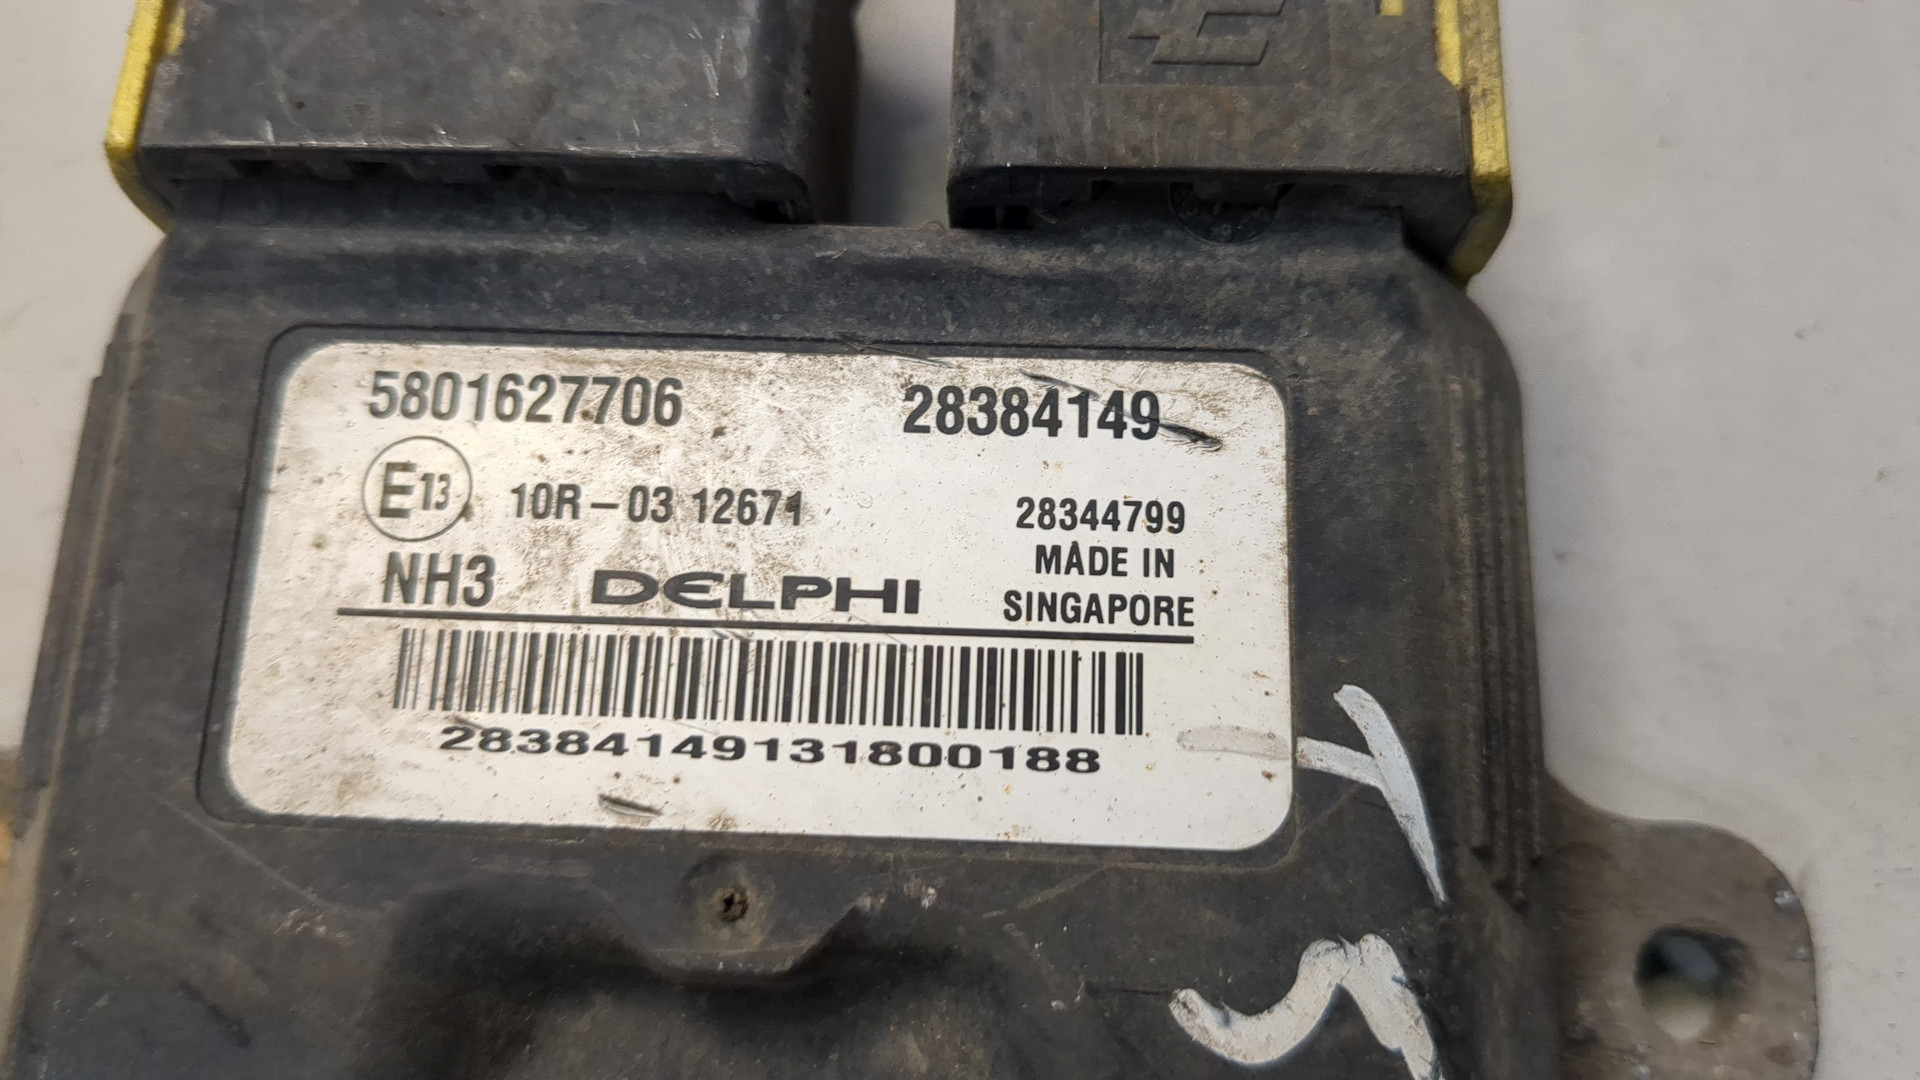 5801627706 28384149
E13 10R-03 12671 28344799
MADE IN
NH3 DELPHI SINGAPORE
28384149131800188